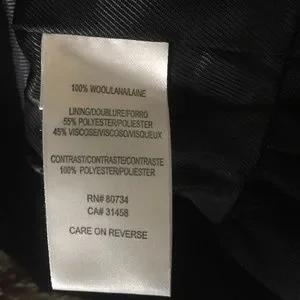 100% WOOL/LANA/LAINE
LINING/DOUBLURE/FORRO
55% POLYESTER/POLIESTER
45% VISCOSE/VISCOSO/VISQUEUX
CONTRAST/CONTRASTE/CONTRASTE
100% POLYESTER/POLIESTER
RN# 80734
CA# 31458
CARE ON REVERSE